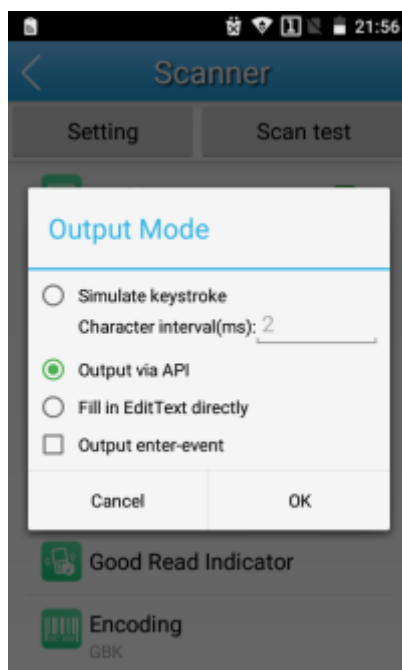 21:56
Scanner
Setting
Scan test
Output Mode
Simulate keystroke
Character interval(ms): 2
Output via API
Fill in EditText directly
Output enter-event
Cancel
OK
Good Read Indicator
Encoding
GBK